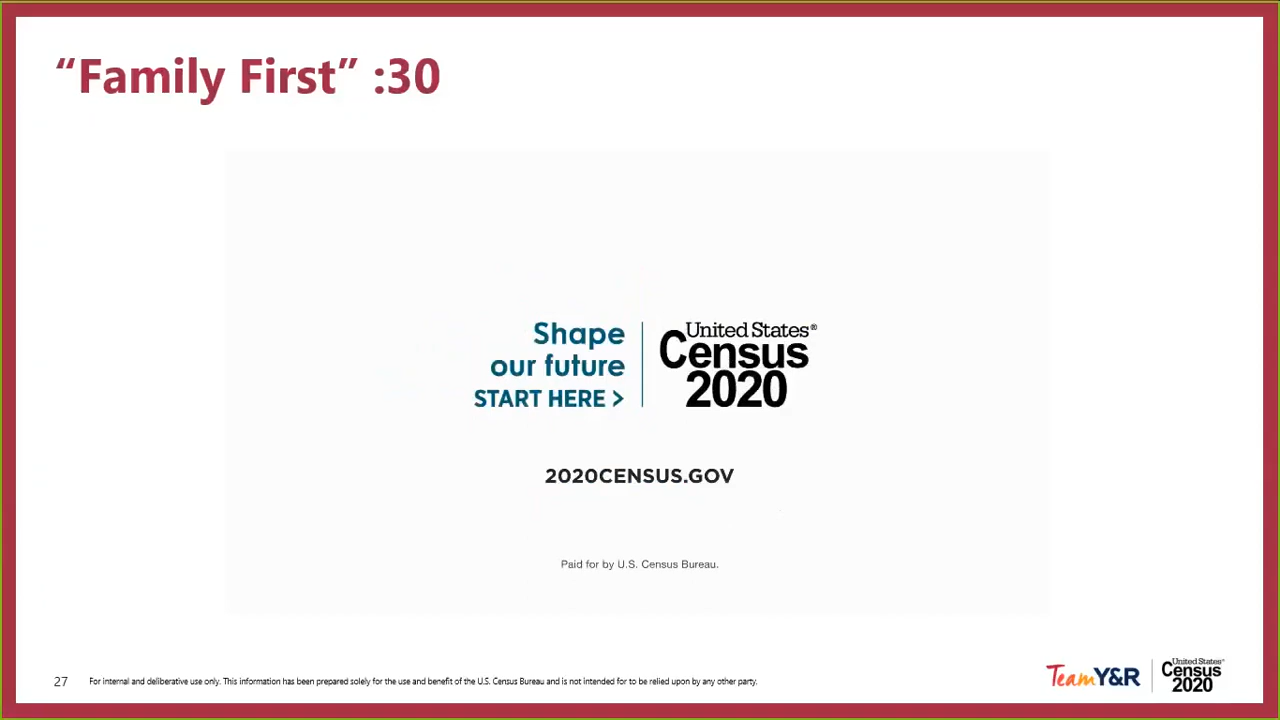 “Family First” :30
Shape
our future
START HERE >
United States®
Census
2020
2020CENSUS.GOV
Paid for by U.S. Census Bureau.
27
For internal and deliberative use only. This information has been prepared solely for the use and benefit of the U.S. Census Bureau and is not intended for to be relied upon by any other party.
TeamY&R
United States®
Census
2020